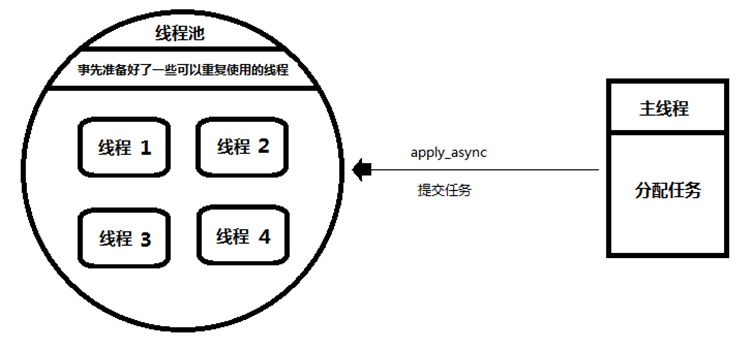 线程池
事先准备好了一些可以重复使用的线程
线程 1
线程 2
线程 3
线程 4
apply_async
提交任务
主线程
分配任务